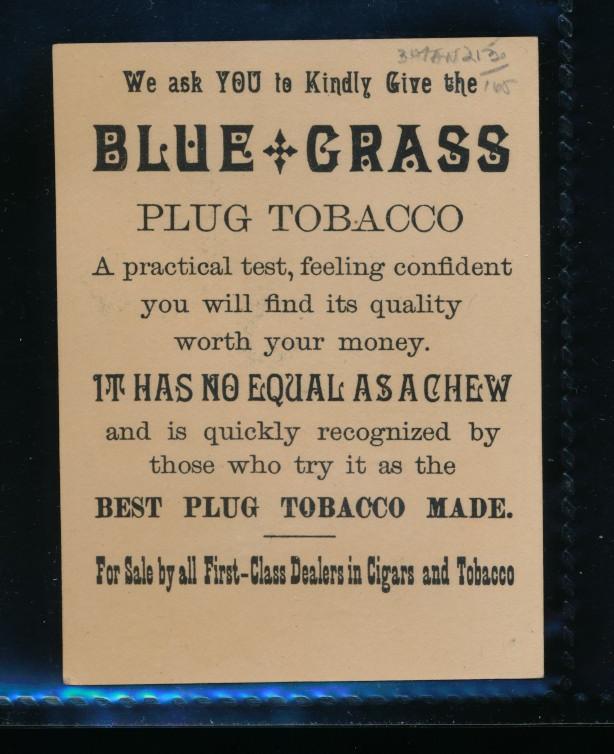 We ask YOU to Kindly Give the
BLUE GRASS
PLUG TOBACCO
A practical test, feeling confident
you will find its quality
worth your money.
IT HAS NO EQUAL AS A CHEW
and is quickly recognized by
those who try it as the
BEST PLUG TOBACCO MADE.
For Sale by all First-Class Dealers in Cigars and Tobacco